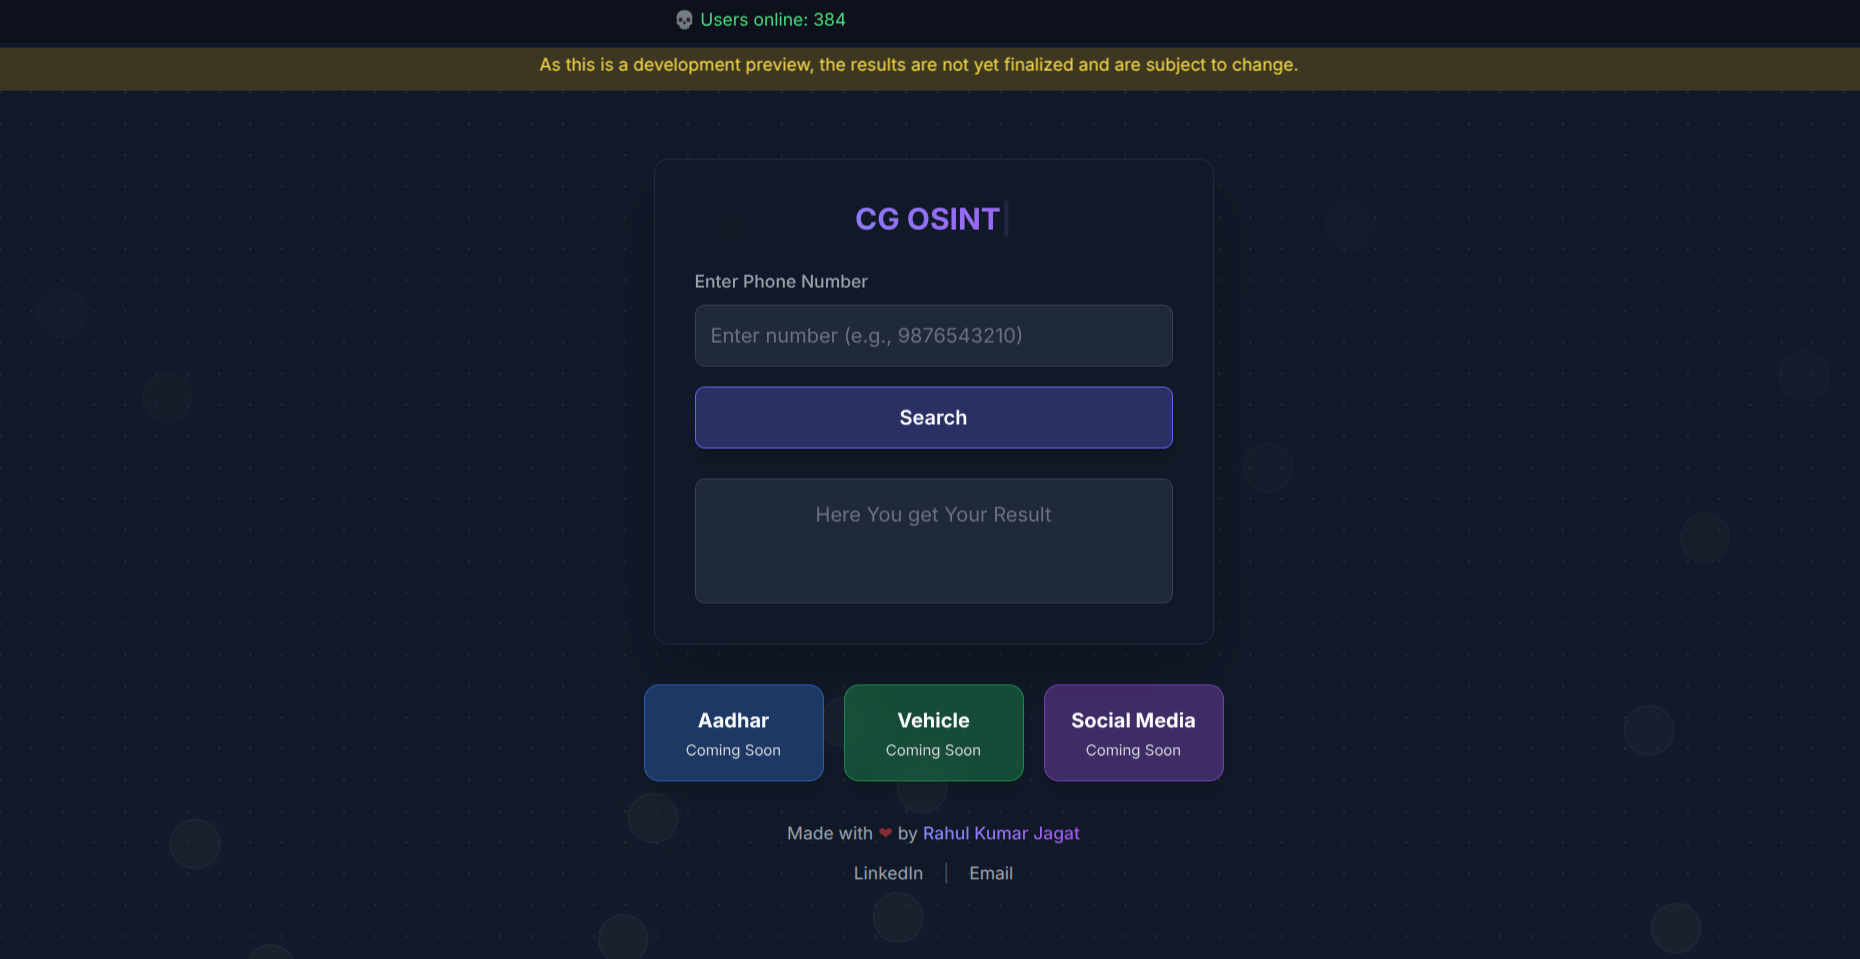 💀 Users online: 384
As this is a development preview, the results are not yet finalized and are subject to change.
CG OSINT
Enter Phone Number
Enter number (e.g., 9876543210)
Search
Here You get Your Result
Aadhar
Coming Soon
Vehicle
Coming Soon
Social Media
Coming Soon
Made with ❤ by Rahul Kumar Jagat
LinkedIn | Email